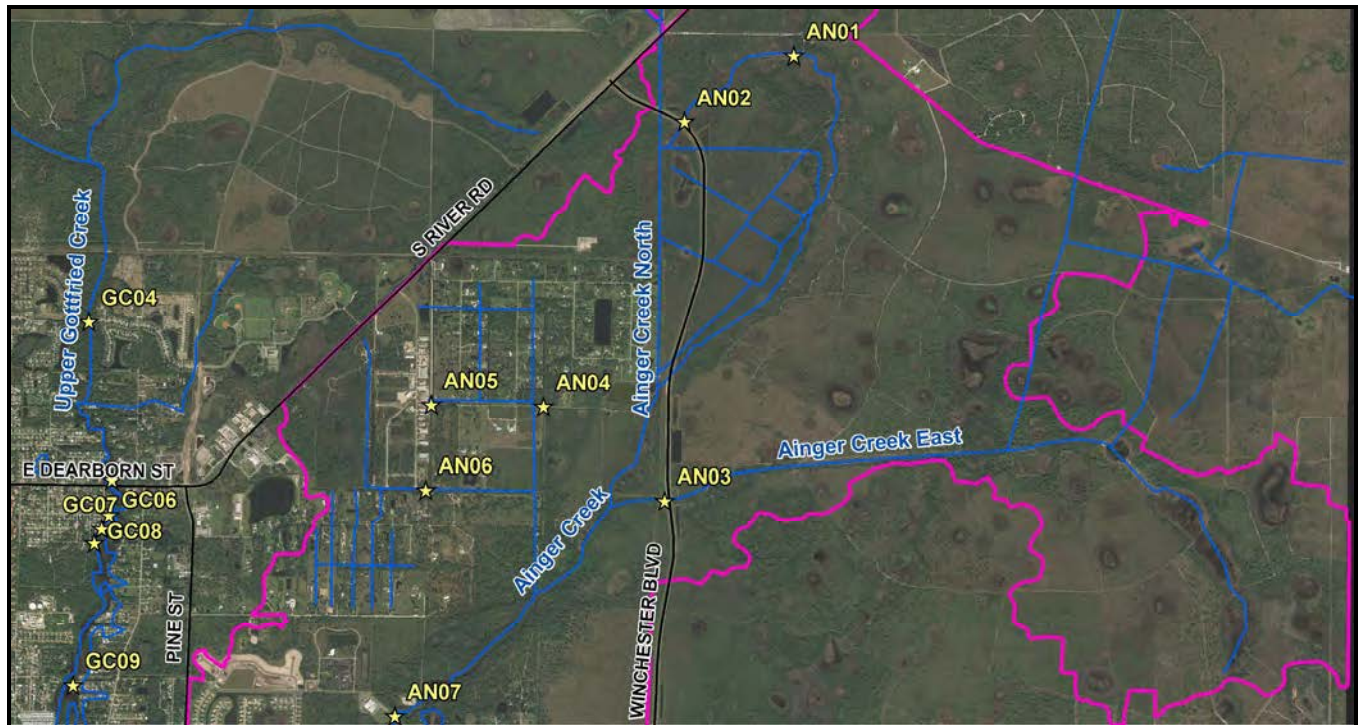 AN01
AN02
S RIVER RD
Upper Gottfried Creek
GC04
Ainger Creek North
AN05
AN04
Ainger Creek East
E DEARBORN ST
AN06
AN03
GC06
GC07
GC08
Ainger Creek
PINE ST
WINCHESTER BLVD
GC09
AN07